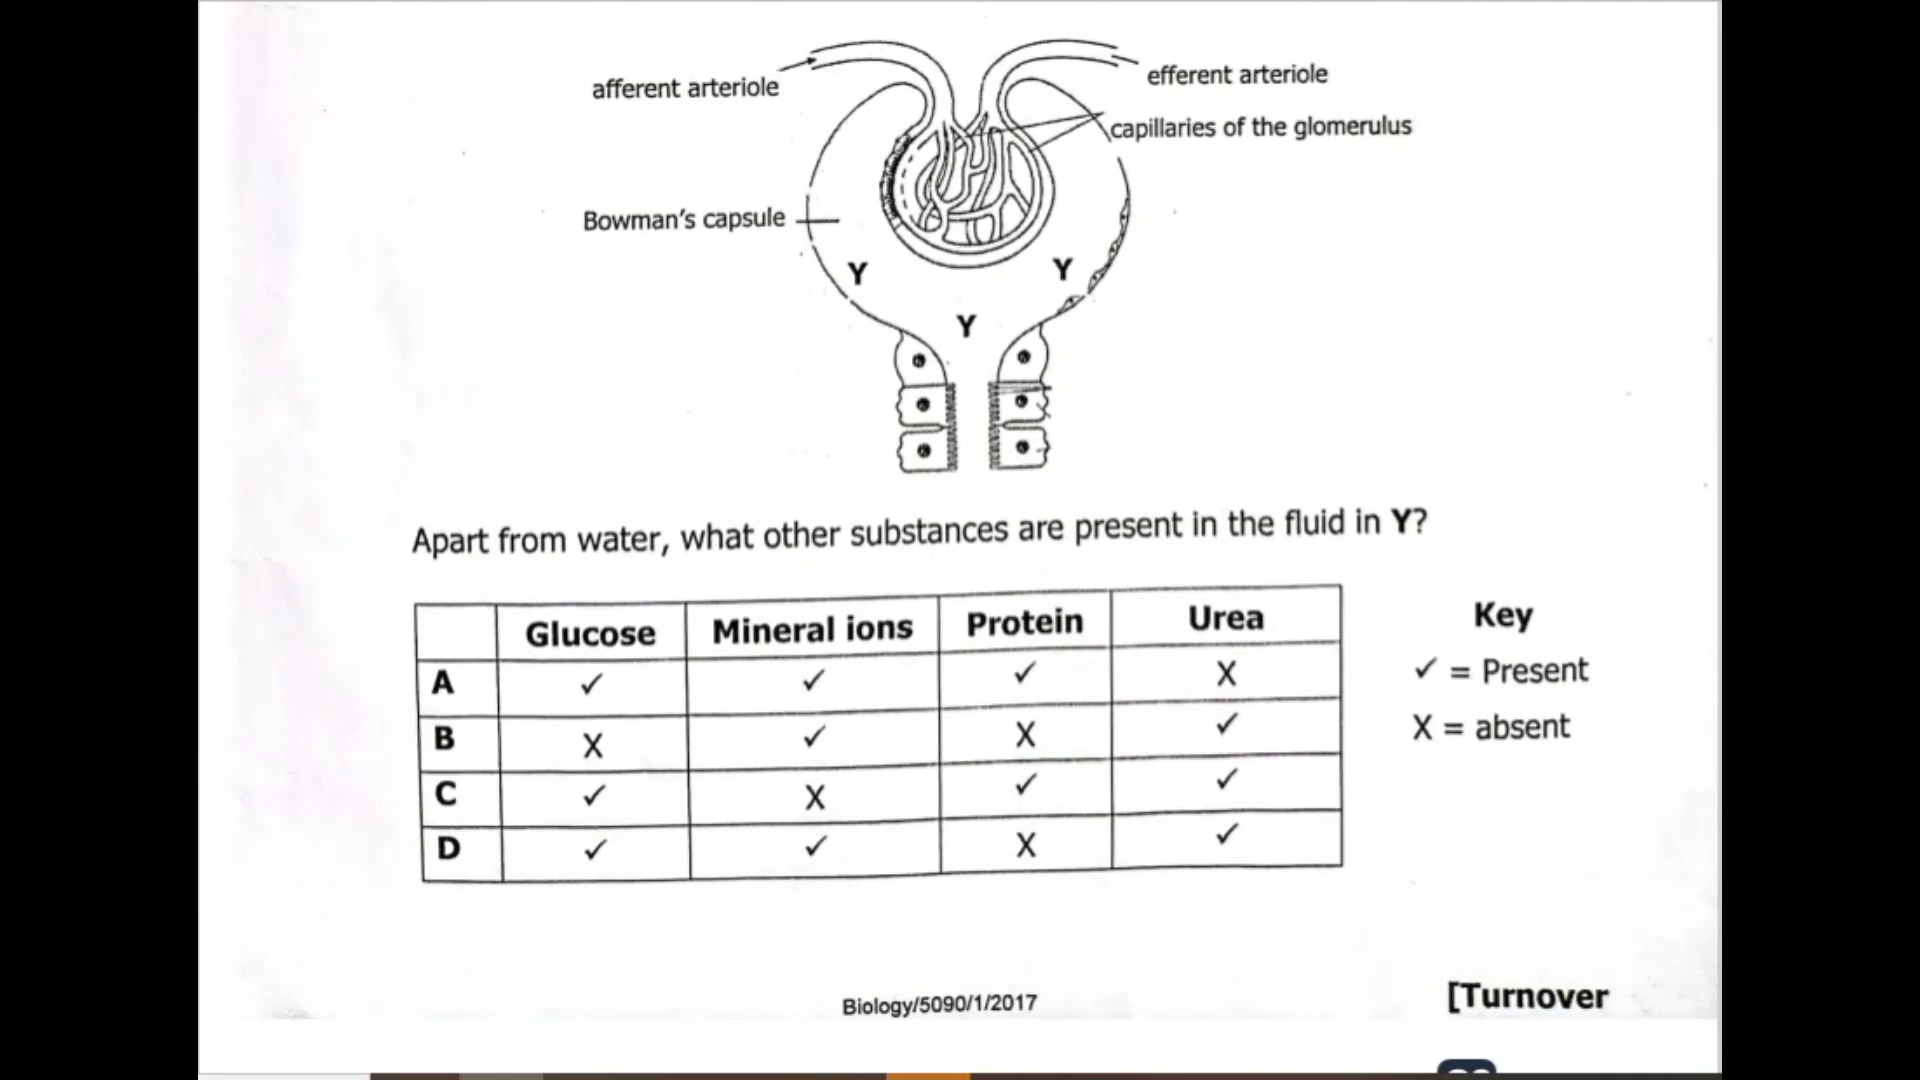 afferent arteriole
efferent arteriole
capillaries of the glomerulus
Bowman's capsule
Y
Y
Y
Apart from water, what other substances are present in the fluid in Y?
Glucose Mineral ions Protein Urea
A ✓ ✓ ✓ X
B X ✓ X ✓
C ✓ X ✓ ✓
D ✓ ✓ X ✓
Key
✓ = Present
X = absent
Biology/5090/1/2017
[Turnover